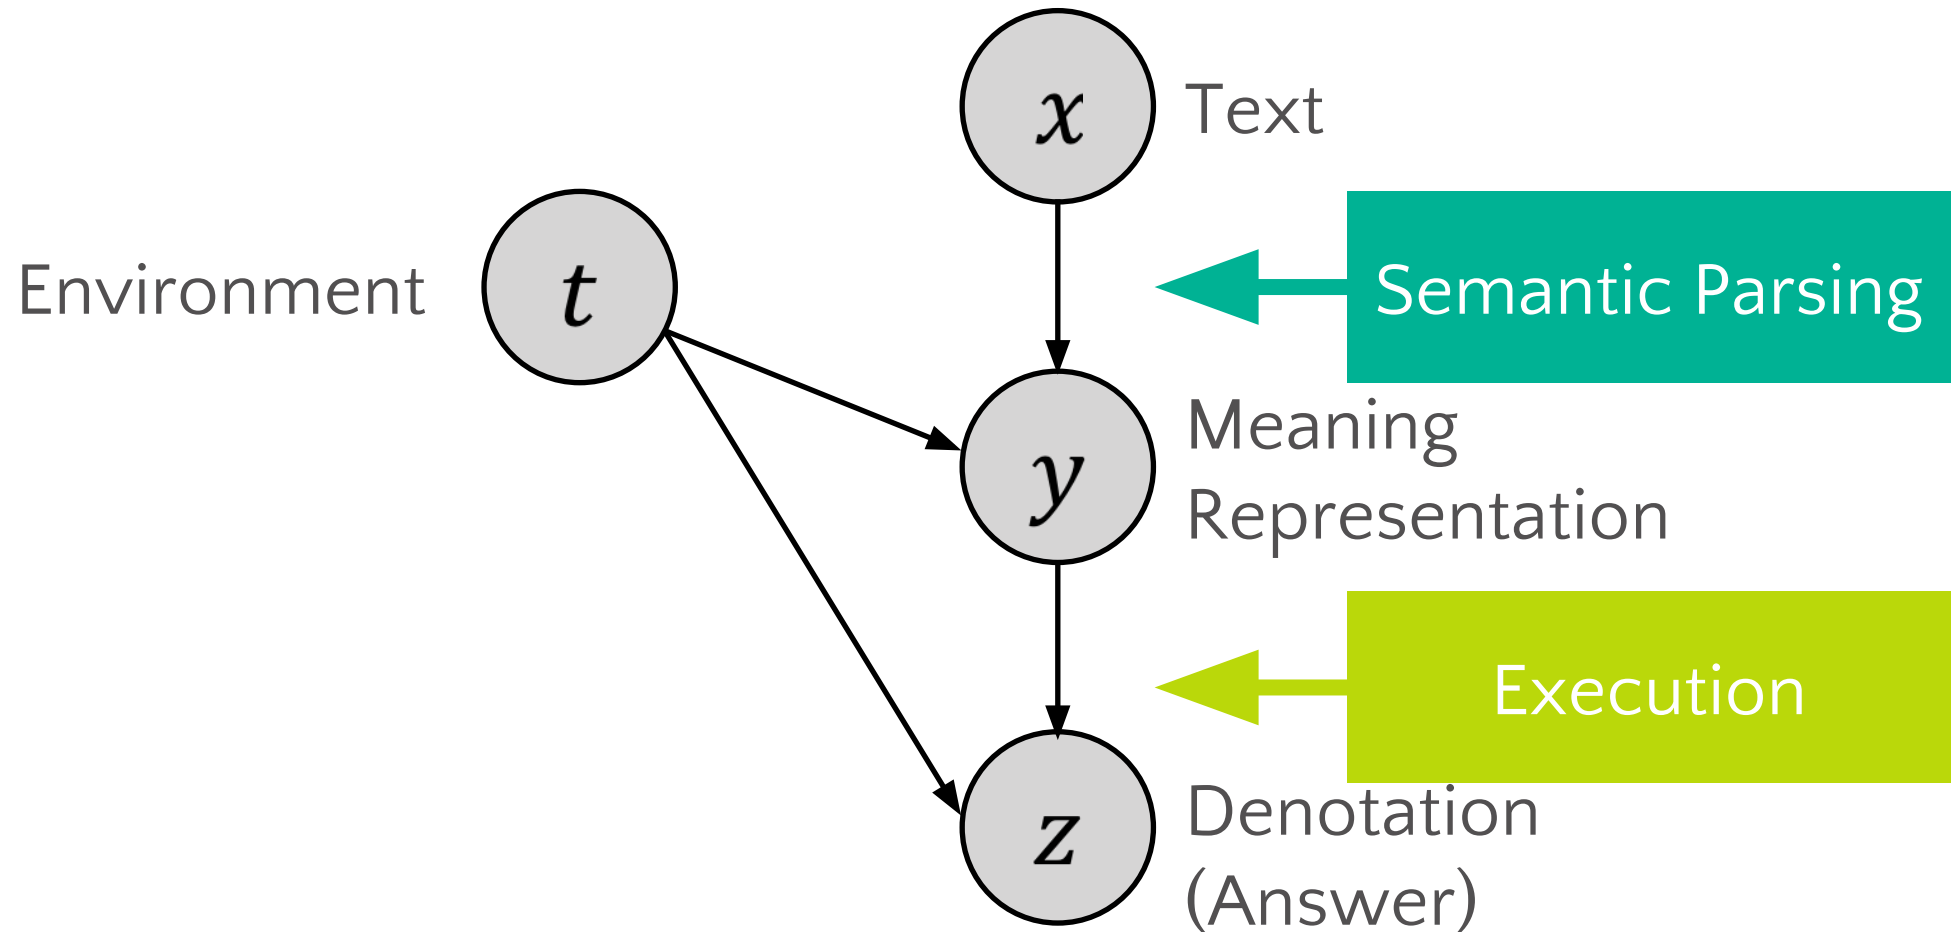 x
Text
Environment
t
Semantic Parsing
y
Meaning
Representation
Execution
z
Denotation
(Answer)